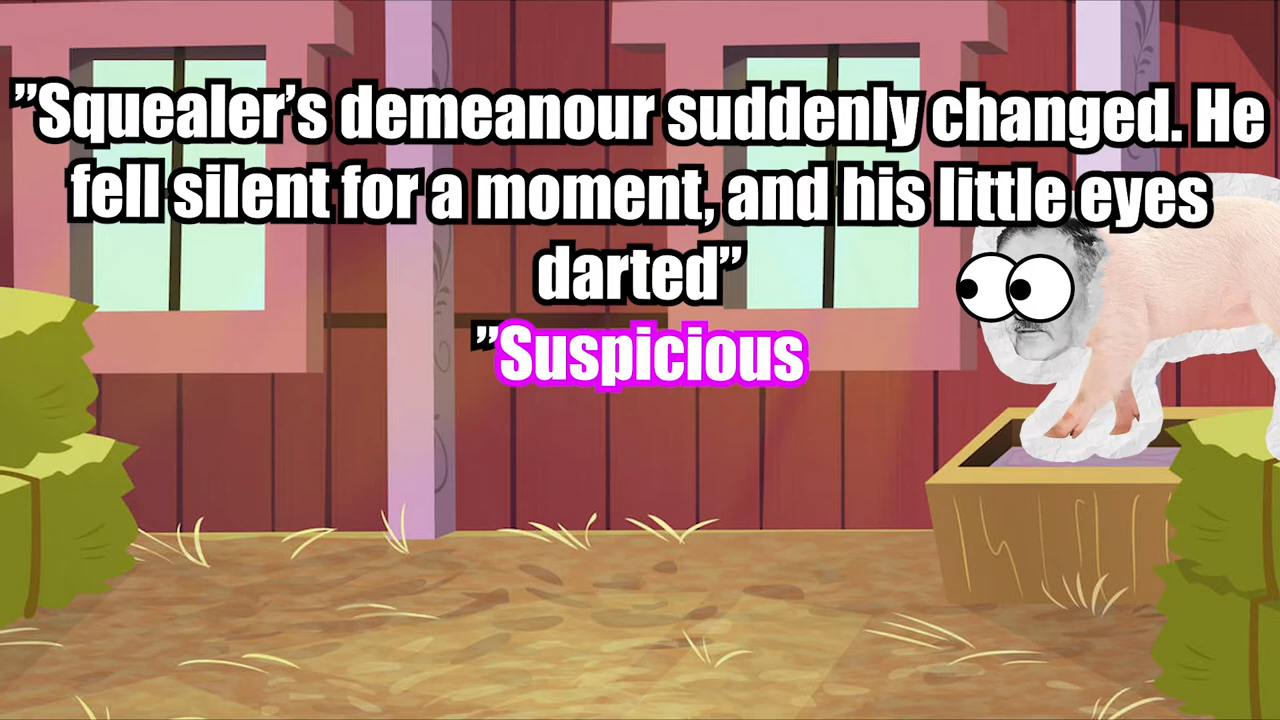 ”Squealer’s demeanour suddenly changed. He
fell silent for a moment, and his little eyes
darted”
”Suspicious